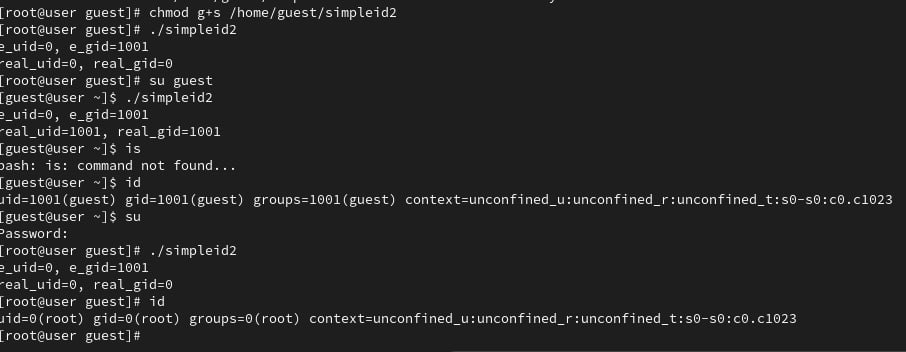 [root@user guest]# chmod g+s /home/guest/simpleid2
[root@user guest]# ./simpleid2
e_uid=0, e_gid=1001
real_uid=0, real_gid=0
[root@user guest]# su guest
[guest@user ~]$ ./simpleid2
e_uid=0, e_gid=1001
real_uid=1001, real_gid=1001
[guest@user ~]$ is
bash: is: command not found...
[guest@user ~]$ id
uid=1001(guest) gid=1001(guest) groups=1001(guest) context=unconfined_u:unconfined_r:unconfined_t:s0-s0:c0.c1023
[guest@user ~]$ su
Password:
[root@user guest]# ./simpleid2
e_uid=0, e_gid=1001
real_uid=0, real_gid=0
[root@user guest]# id
uid=0(root) gid=0(root) groups=0(root) context=unconfined_u:unconfined_r:unconfined_t:s0-s0:c0.c1023
[root@user guest]#